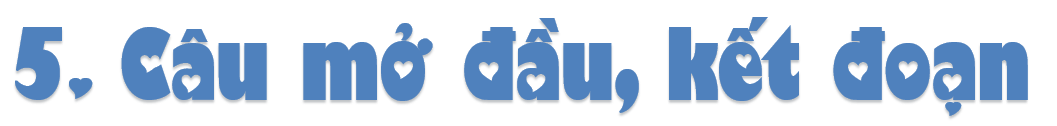 5. Câu mở đầu, kết đoạn